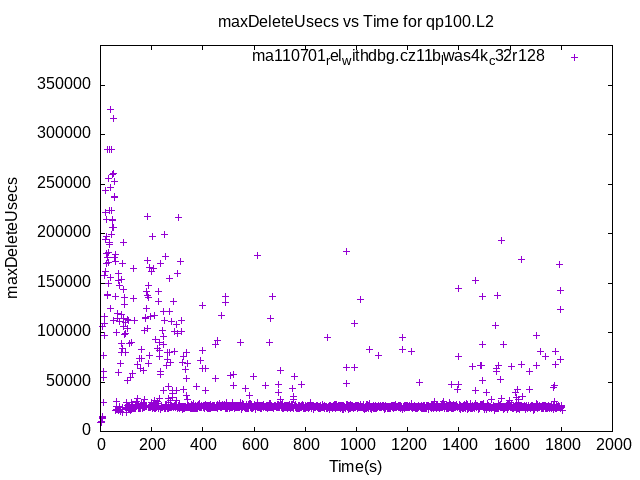 maxDeleteUsecs vs Time for qp100.L2
ma110701_rel_withdbg.cz11b_lwas4k_c32r128
350000
300000
250000
200000
150000
100000
50000
0
maxDeleteUsecs
0 200 400 600 800 1000 1200 1400 1600 1800 2000
Time(s)